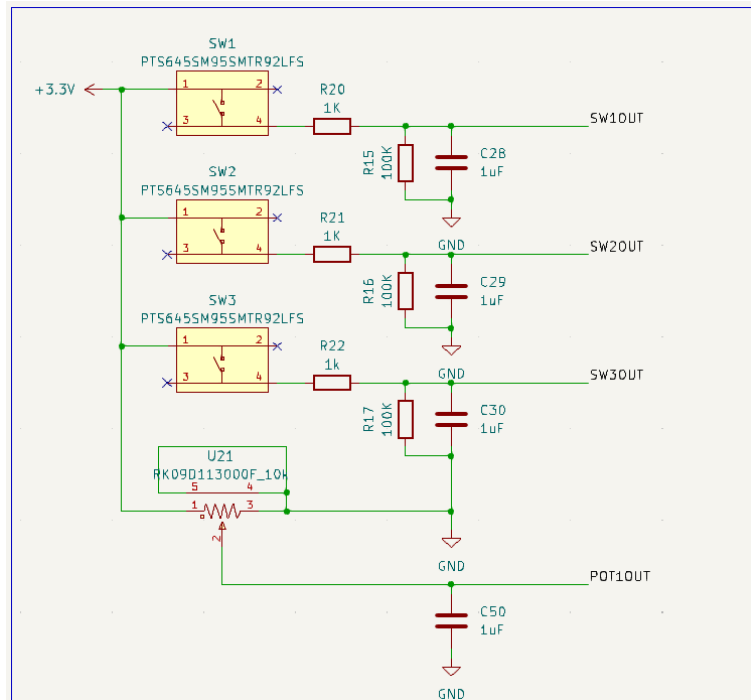 SW1
PTS645SM95SMTR92LFS
+3.3V
1
2
3
4
R20
1K
SW1OUT
R15
100K
C28
1uF
GND
SW2
PTS645SM95SMTR92LFS
1
2
3
4
R21
1K
SW2OUT
R16
100K
C29
1uF
GND
SW3
PTS645SM95SMTR92LFS
1
2
3
4
R22
1k
SW3OUT
R17
100K
C30
1uF
GND
U21
RK09D113000F_10k
5
4
1
3
2
POT1OUT
C50
1uF
GND